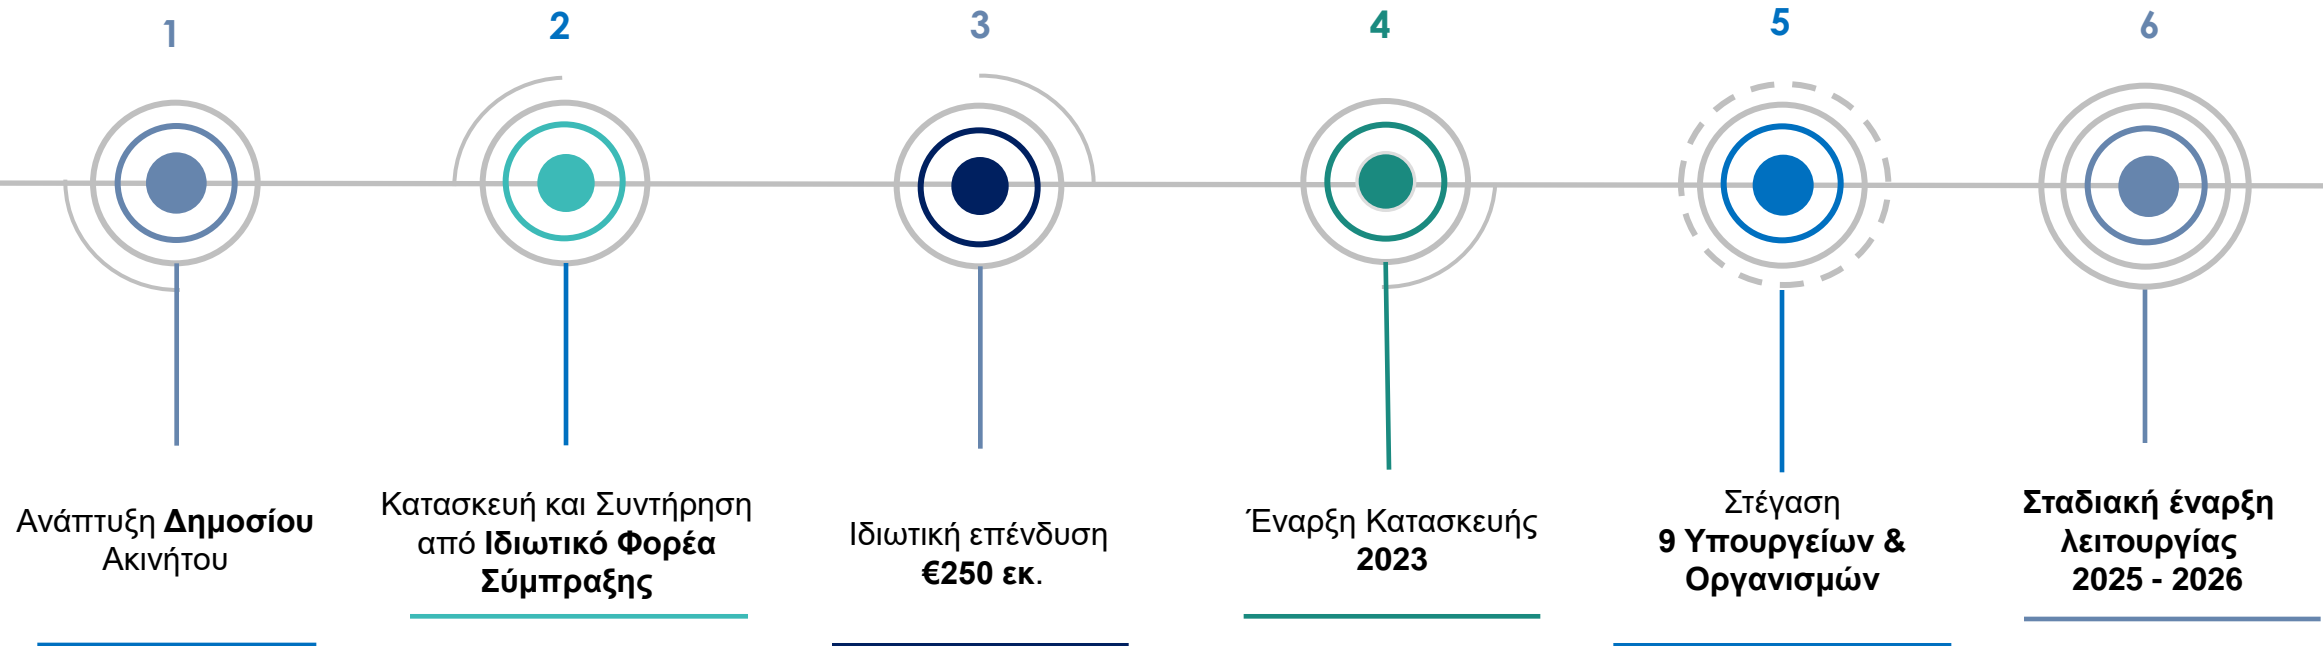 1
Ανάπτυξη Δημοσίου
Ακινήτου
2
Κατασκευή και Συντήρηση
από Ιδιωτικό Φορέα
Σύμπραξης
3
Ιδιωτική επένδυση
€250 εκ.
4
Έναρξη Κατασκευής
2023
5
Στέγαση
9 Υπουργείων &
Οργανισμών
6
Σταδιακή έναρξη
λειτουργίας
2025 - 2026